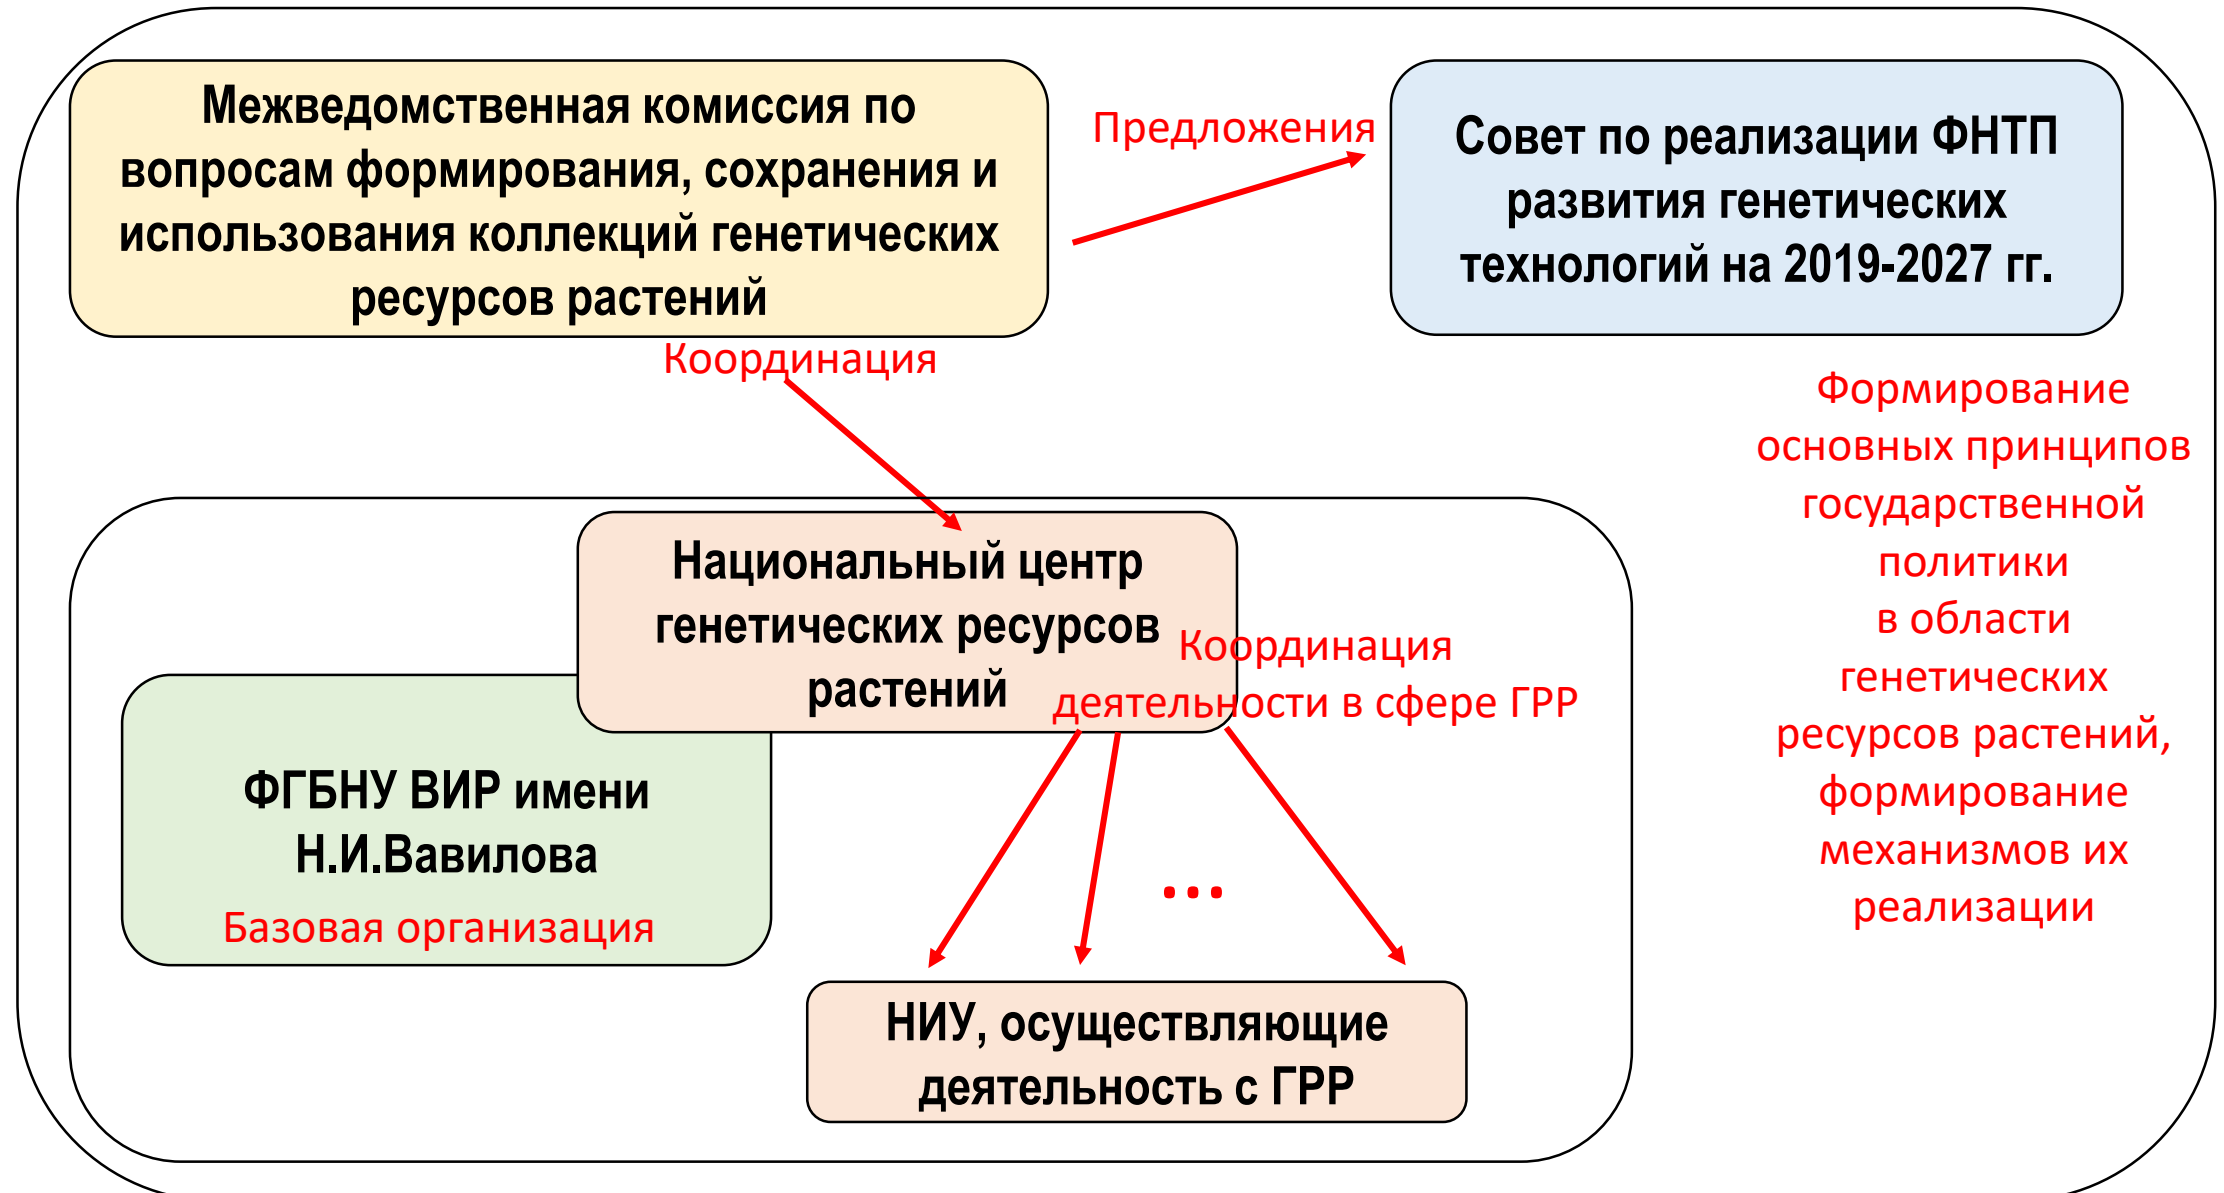 Межведомственная комиссия по
вопросам формирования, сохранения и
использования коллекций генетических
ресурсов растений
Предложения
Совет по реализации ФНТП
развития генетических
технологий на 2019-2027 гг.
Координация
Формирование
основных принципов
государственной
политики
в области
генетических
ресурсов растений,
формирование
механизмов их
реализации
Национальный центр
генетических ресурсов
растений
Координация
деятельности в сфере ГРР
ФГБНУ ВИР имени
Н.И.Вавилова
Базовая организация
...
НИУ, осуществляющие
деятельность с ГРР